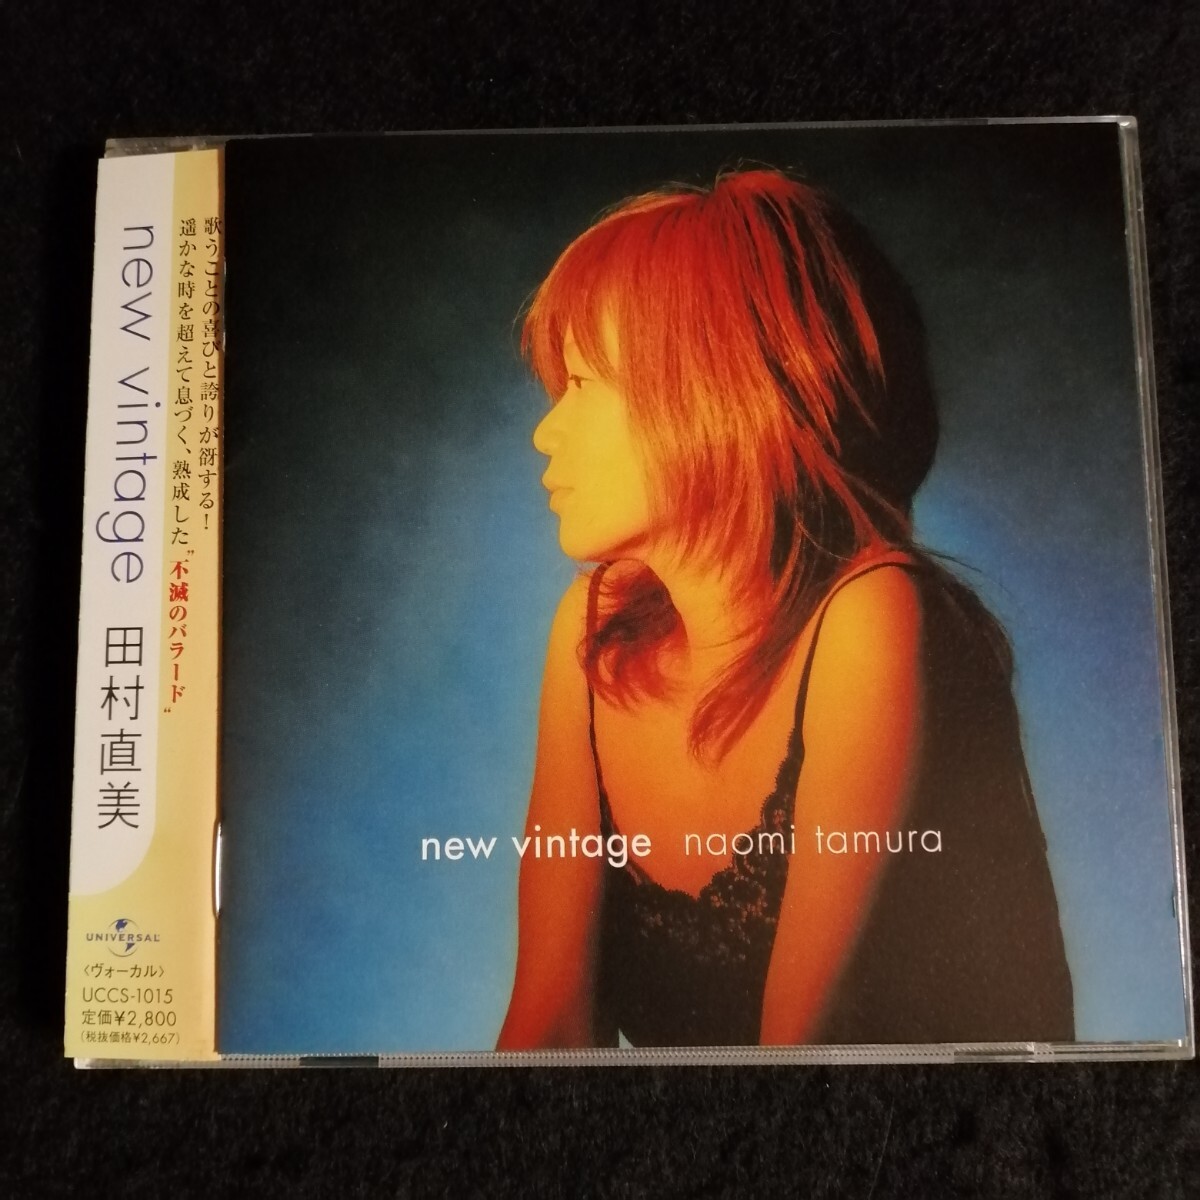 歌うことの喜びと誇りが谺する!
遥かな時を超えて息づく、熟成した"不滅のバラード"
new vintage 田村直美
UNIVERSAL
〈ヴォーカル〉
UCCS-1015
定価¥2,800
(税抜価格¥2,667)
new vintage naomi tamura